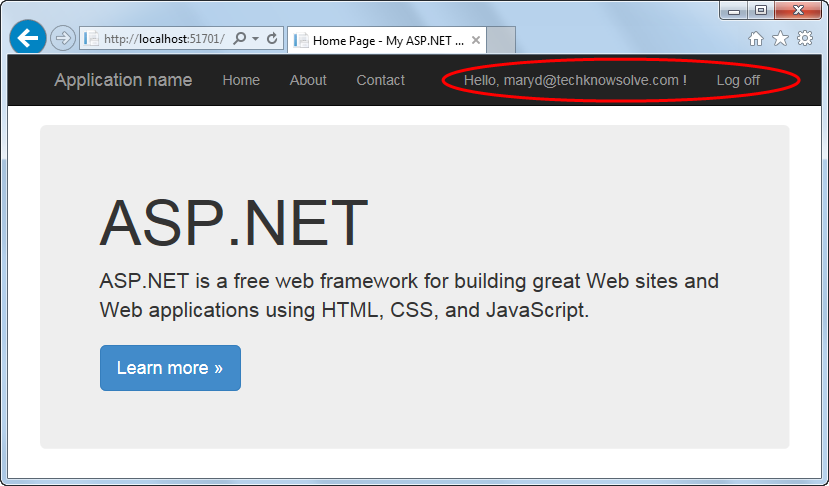 http://localhost:51701/
Home Page - My ASP.NET ...
Application name Home About Contact Hello, maryd@techknowsolve.com ! Log off
ASP.NET
ASP.NET is a free web framework for building great Web sites and
Web applications using HTML, CSS, and JavaScript.
Learn more »